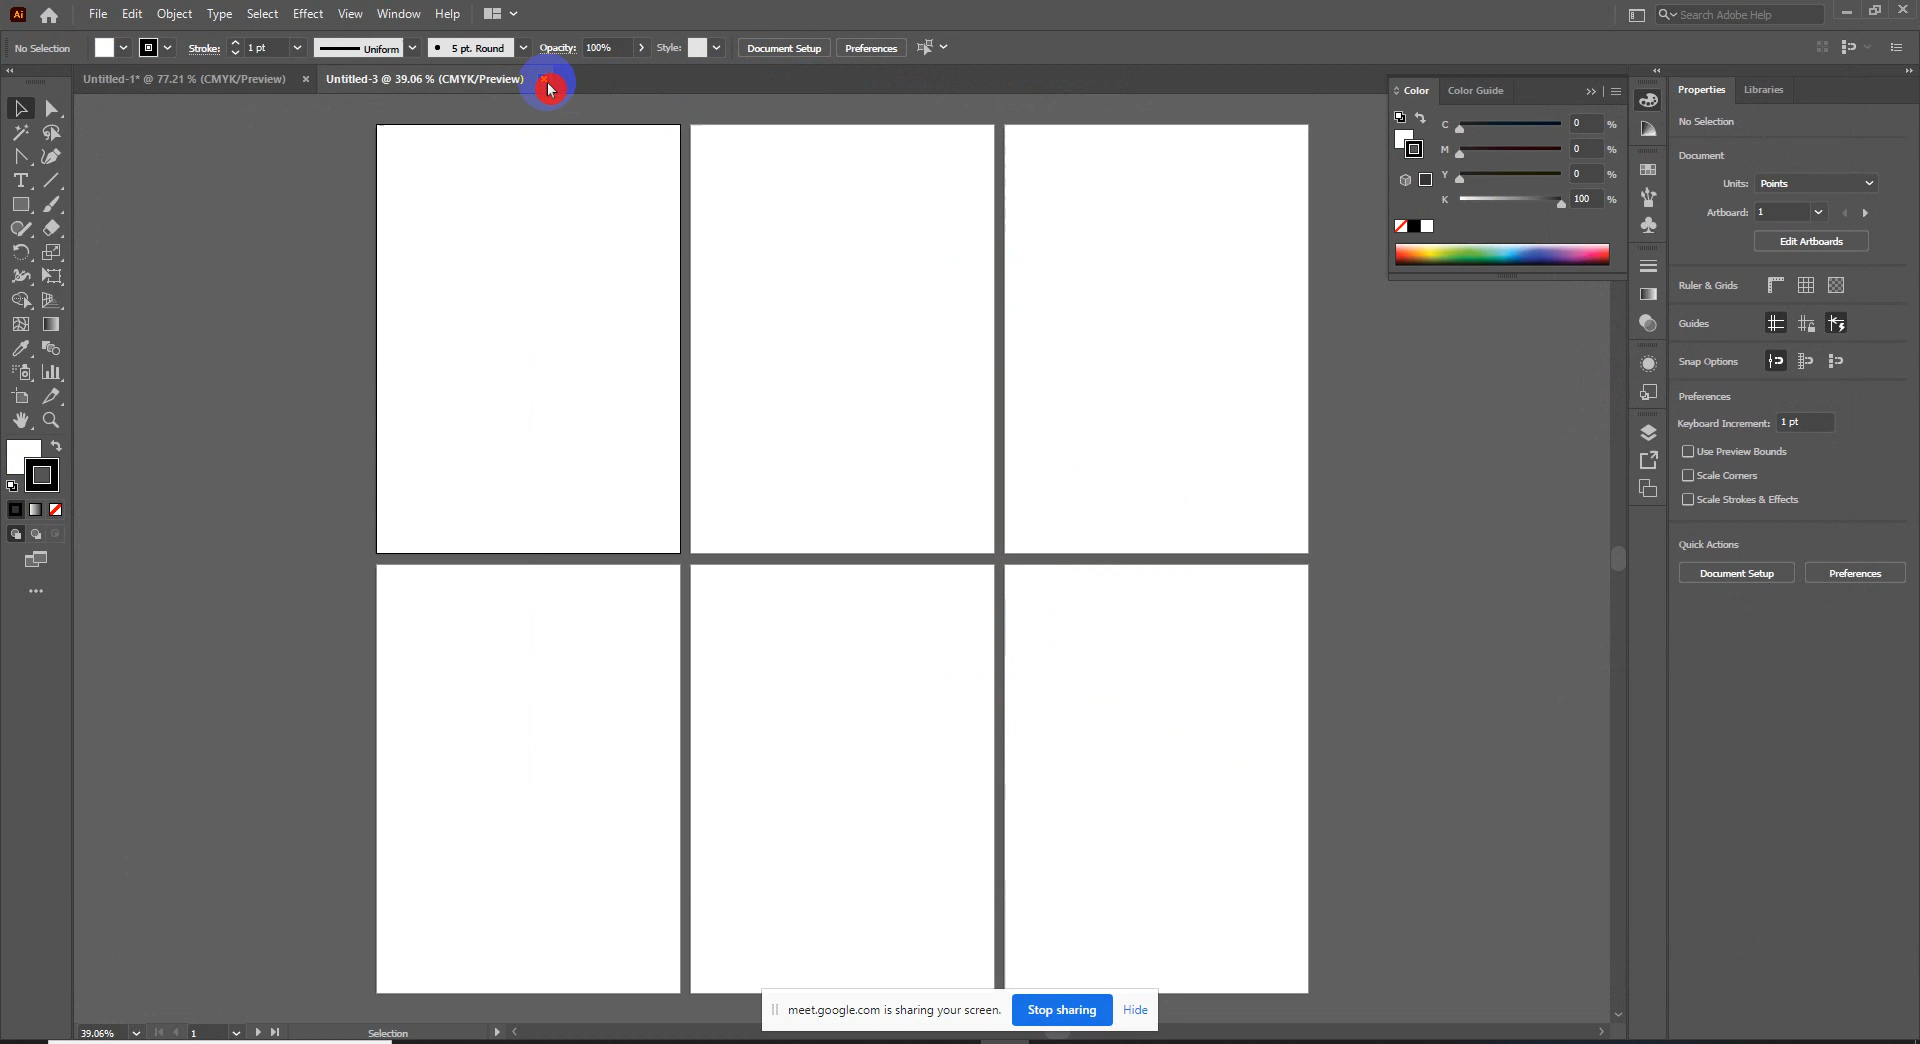 Ai File Edit Object Type Select Effect View Window Help Search Adobe Help
No Selection Stroke: 1 pt Uniform 5 pt. Round Opacity: 100% Style: Document Setup Preferences
Untitled-1* @ 77.21 % (CMYK/Preview) × Untitled-3 @ 39.06 % (CMYK/Preview)
Color Color Guide
C 0 %
M 0 %
Y 0 %
K 100 %
Properties Libraries
No Selection
Document
Units: Points
Artboard: 1
Edit Artboards
Ruler & Grids
Guides
Snap Options
Preferences
Keyboard Increment: 1 pt
Use Preview Bounds
Scale Corners
Scale Strokes & Effects
Quick Actions
Document Setup Preferences
meet.google.com is sharing your screen. Stop sharing Hide
39.06% 1 Selection